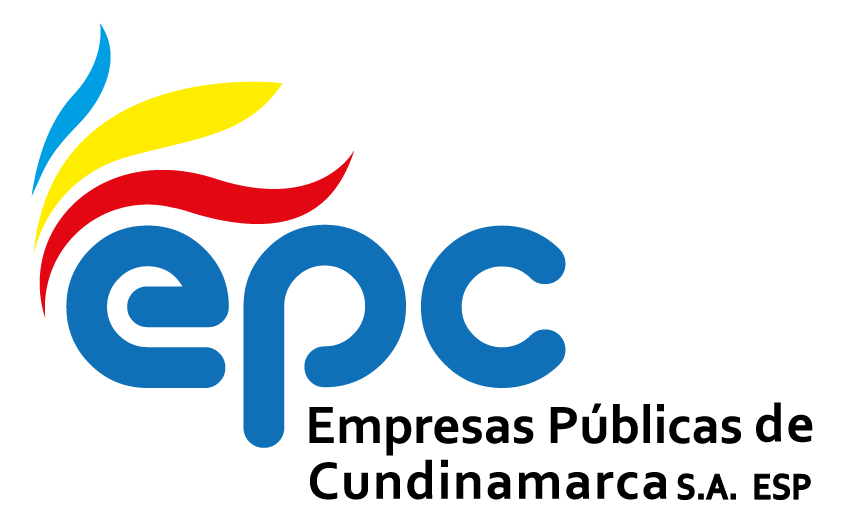 epc
Empresas Públicas de
Cundinamarca S.A. ESP